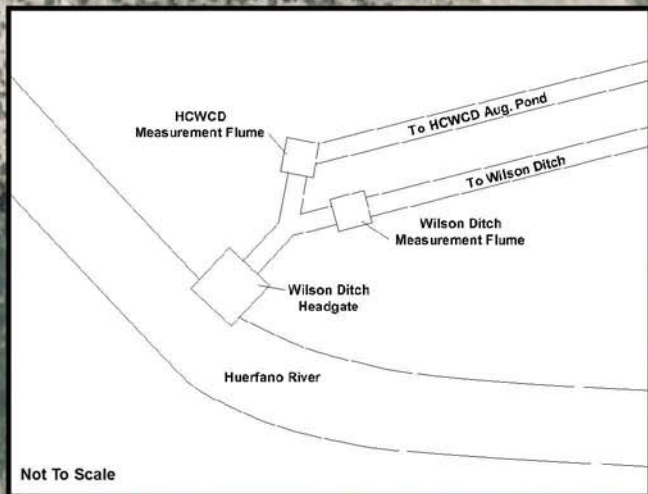 HCWCD
Measurement Flume
To HCWCD Aug. Pond
To Wilson Ditch
Wilson Ditch
Measurement Flume
Wilson Ditch
Headgate
Huerfano River
Not To Scale